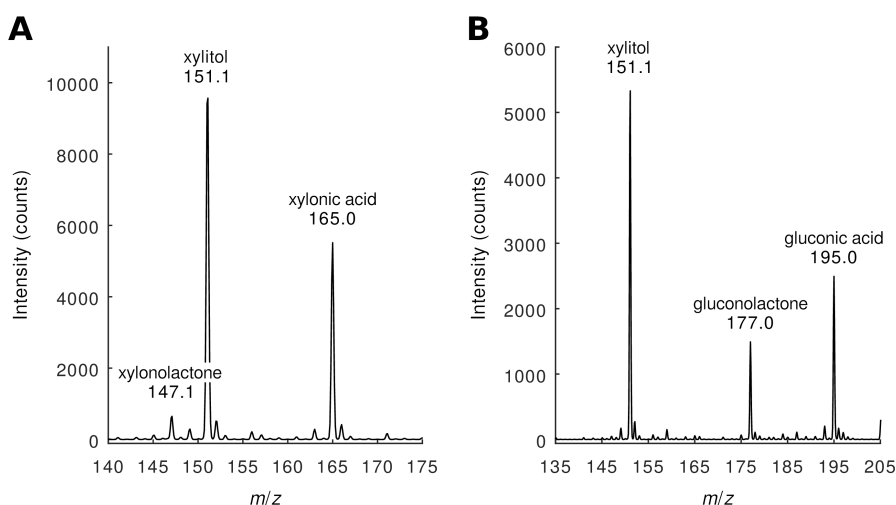 A
xylitol
151.1
xylonic acid
165.0
xylonolactone
147.1
10000
8000
6000
4000
2000
0
Intensity (counts)
140 145 150 155 160 165 170 175
m/z
B
xylitol
151.1
gluconic acid
195.0
gluconolactone
177.0
6000
5000
4000
3000
2000
1000
0
Intensity (counts)
135 145 155 165 175 185 195 205
m/z